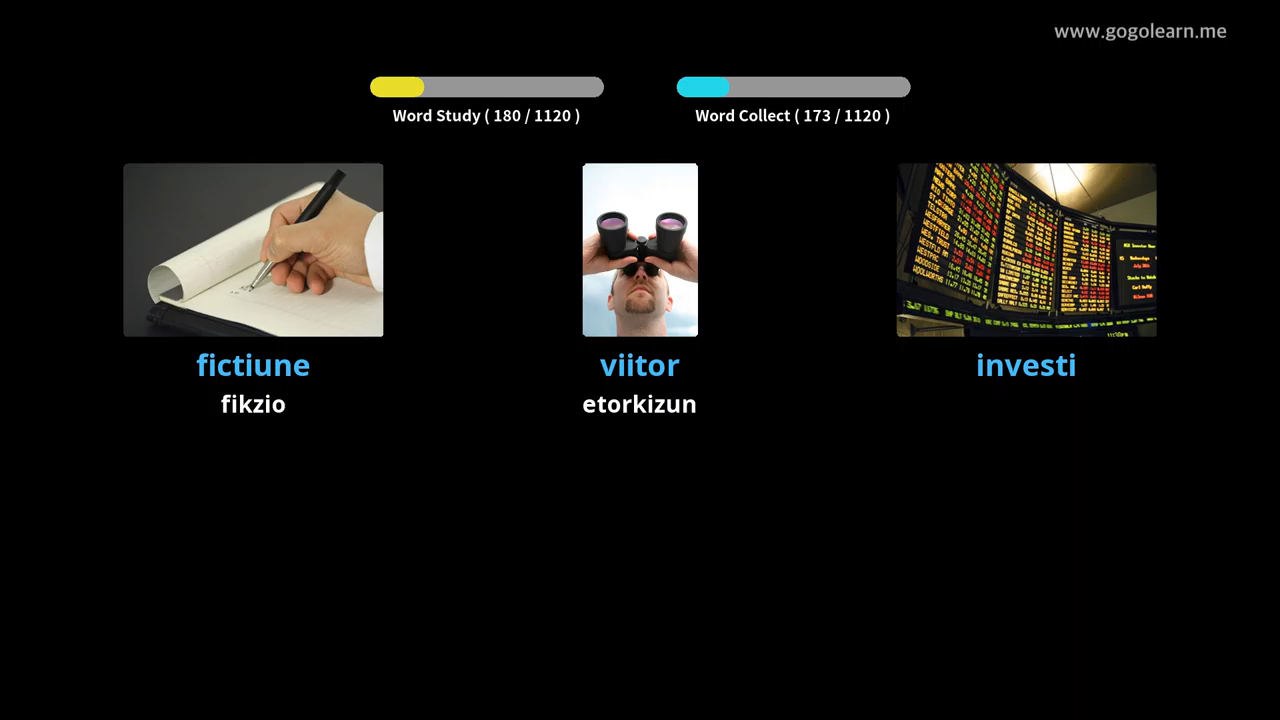 www.gogolearn.me
Word Study ( 180 / 1120 )
Word Collect ( 173 / 1120 )
fictiune
viitor
investi
fikzio
etorkizun